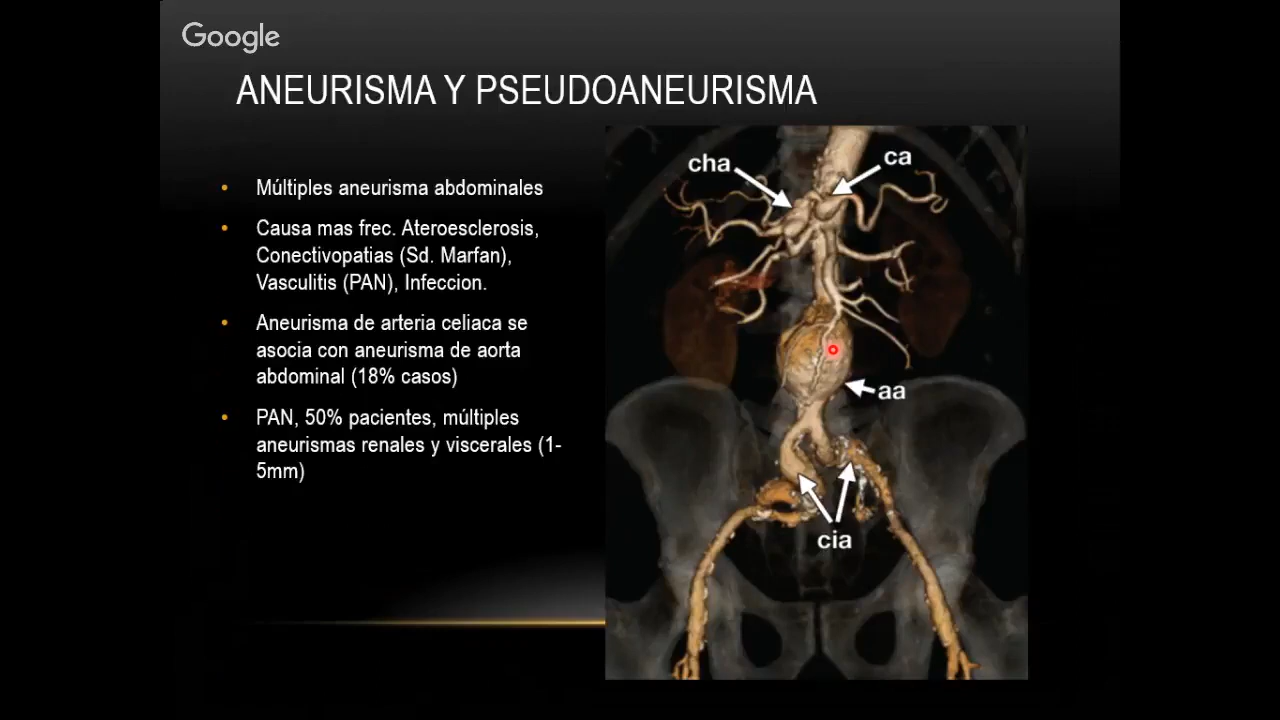 Google
ANEURISMA Y PSEUDOANEURISMA
• Múltiples aneurisma abdominales
• Causa mas frec. Ateroesclerosis,
Conectivopatias (Sd. Marfan),
Vasculitis (PAN), Infeccion.
• Aneurisma de arteria celiaca se
asocia con aneurisma de aorta
abdominal (18% casos)
• PAN, 50% pacientes, múltiples
aneurismas renales y viscerales (1-
5mm)
cha
ca
aa
cia